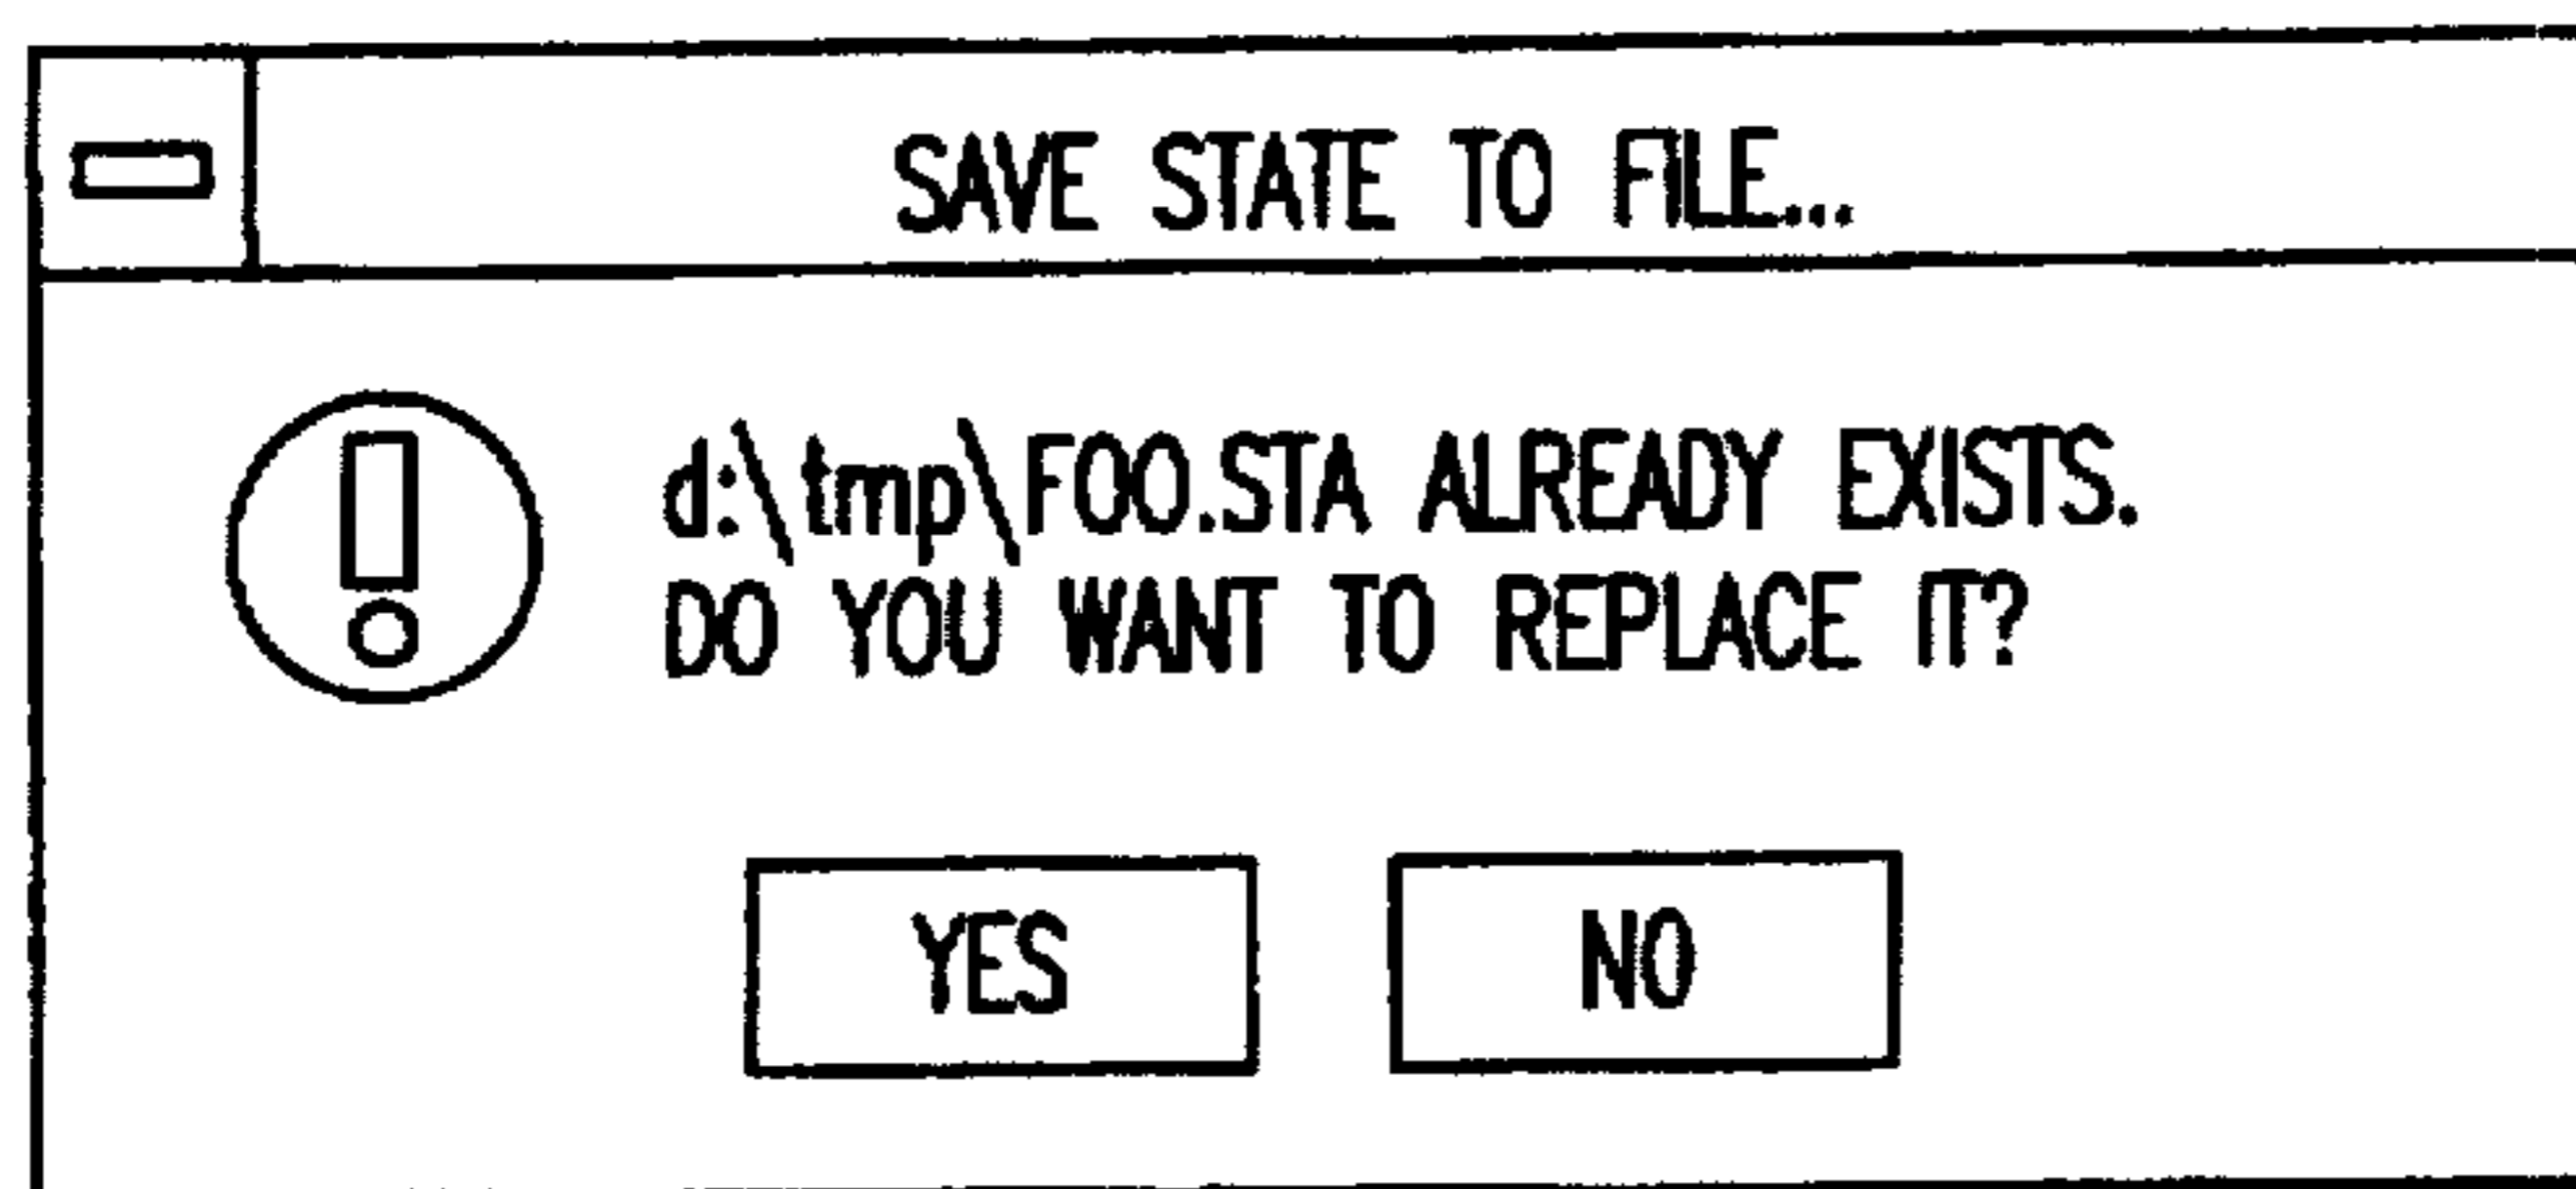 SAVE STATE TO FILE...
d:\tmp\FOO.STA ALREADY EXISTS.
DO YOU WANT TO REPLACE IT?
YES NO